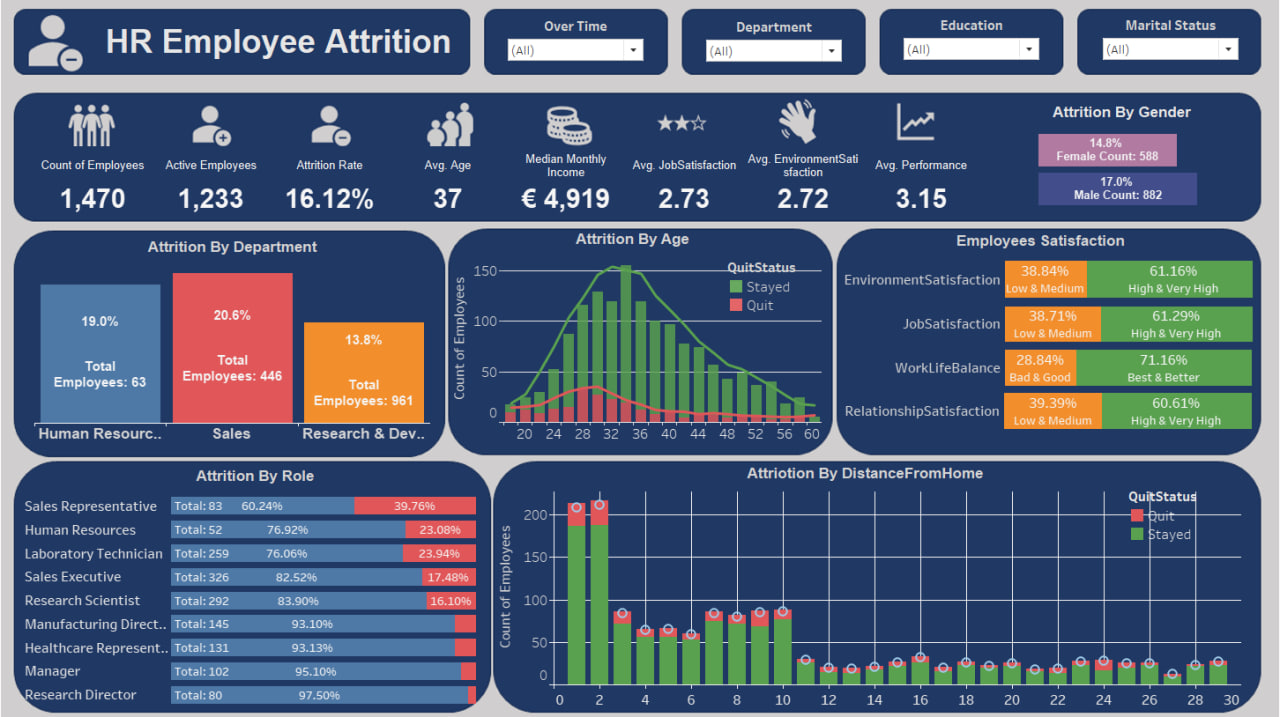 HR Employee Attrition
Over Time
(All)
Department
(All)
Education
(All)
Marital Status
(All)
Count of Employees
1,470
Active Employees
1,233
Attrition Rate
16.12%
Avg. Age
37
Median Monthly
Income
€ 4,919
Avg. JobSatisfaction
2.73
Avg. EnvironmentSati
sfaction
2.72
Avg. Performance
3.15
Attrition By Gender
14.8%
Female Count: 588
17.0%
Male Count: 882
Attrition By Department
19.0%
Total
Employees: 63
20.6%
Total
Employees: 446
13.8%
Total
Employees: 961
Human Resourc..
Sales
Research & Dev..
Attrition By Age
Count of Employees
150
100
50
0
QuitStatus
Stayed
Quit
20 24 28 32 36 40 44 48 52 56 60
Employees Satisfaction
EnvironmentSatisfaction
38.84%
Low & Medium
61.16%
High & Very High
JobSatisfaction
38.71%
Low & Medium
61.29%
High & Very High
WorkLifeBalance
28.84%
Bad & Good
71.16%
Best & Better
RelationshipSatisfaction
39.39%
Low & Medium
60.61%
High & Very High
Attrition By Role
Sales Representative Total: 83 60.24% 39.76%
Human Resources Total: 52 76.92% 23.08%
Laboratory Technician Total: 259 76.06% 23.94%
Sales Executive Total: 326 82.52% 17.48%
Research Scientist Total: 292 83.90% 16.10%
Manufacturing Direct.. Total: 145 93.10%
Healthcare Represent.. Total: 131 93.13%
Manager Total: 102 95.10%
Research Director Total: 80 97.50%
Attriotion By DistanceFromHome
Count of Employees
200
150
100
50
0
QuitStatus
Quit
Stayed
0 2 4 6 8 10 12 14 16 18 20 22 24 26 28 30